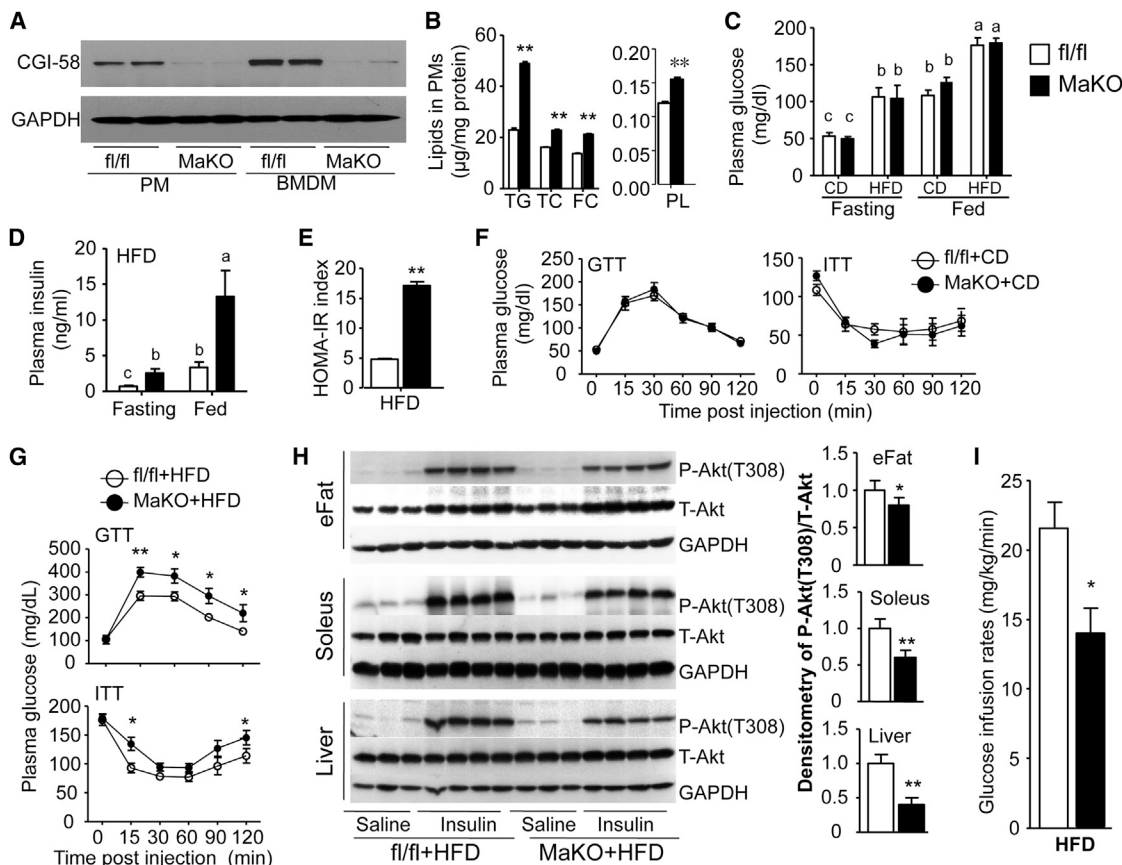 A
CGI-58
GAPDH
fl/fl MaKO fl/fl MaKO
PM BMDM
B
Lipids in PMs
(µg/mg protein)
60
40
20
0
** ** **
TG TC FC
0.20
0.15
0.10
0.05
0.00
**
PL
C
Plasma glucose
(mg/dl)
200
150
100
50
0
c c b b b b a a
CD HFD CD HFD
Fasting Fed
fl/fl
MaKO
D
HFD
Plasma insulin
(ng/ml)
20
15
10
5
0
c b b a
Fasting Fed
E
HOMA-IR index
20
15
10
5
0
**
HFD
F
Plasma glucose
(mg/dl)
GTT
250
200
150
100
50
0 15 30 60 90 120
ITT
150
100
50
0
0 15 30 60 90 120
fl/fl+CD
MaKO+CD
Time post injection (min)
G
fl/fl+HFD
MaKO+HFD
GTT
Plasma glucose (mg/dL)
500
400
300
200
100
0
** * * *
ITT
200
150
100
50
0
* *
0 15 30 60 90 120
Time post injection (min)
H
eFat
P-Akt(T308)
T-Akt
GAPDH
Soleus
P-Akt(T308)
T-Akt
GAPDH
Liver
P-Akt(T308)
T-Akt
GAPDH
Saline Insulin Saline Insulin
fl/fl+HFD MaKO+HFD
Densitometry of P-Akt(T308)/T-Akt
eFat
1.5
1.0
0.5
0.0
*
Soleus
1.5
1.0
0.5
0.0
**
Liver
1.5
1.0
0.5
0.0
**
I
Glucose infusion rates (mg/kg/min)
25
20
15
10
5
0
*
HFD